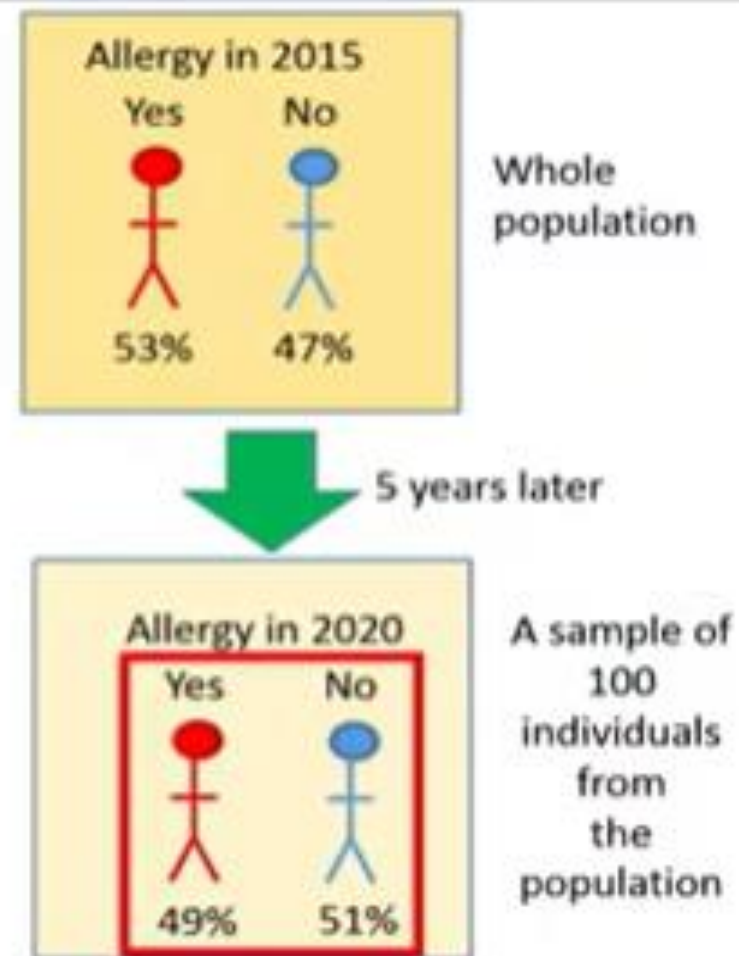 Allergy in 2015
Yes No
53% 47%
Whole
population
5 years later
Allergy in 2020
Yes No
49% 51%
A sample of
100
individuals
from
the
population